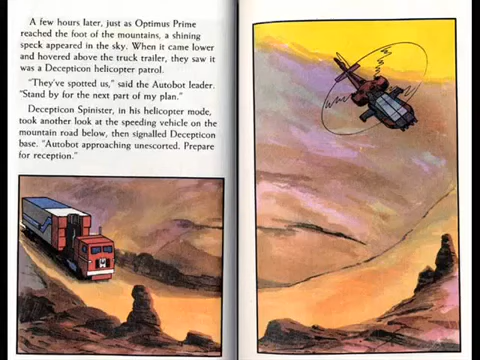 A few hours later, just as Optimus Prime
reached the foot of the mountains, a shining
speck appeared in the sky. When it came lower
and hovered above the truck trailer, they saw it
was a Decepticon helicopter patrol.
"They've spotted us," said the Autobot leader.
"Stand by for the next part of my plan."
Decepticon Spinister, in his helicopter mode,
took another look at the speeding vehicle on the
mountain road below, then signalled Decepticon
base. "Autobot approaching unescorted. Prepare
for reception."